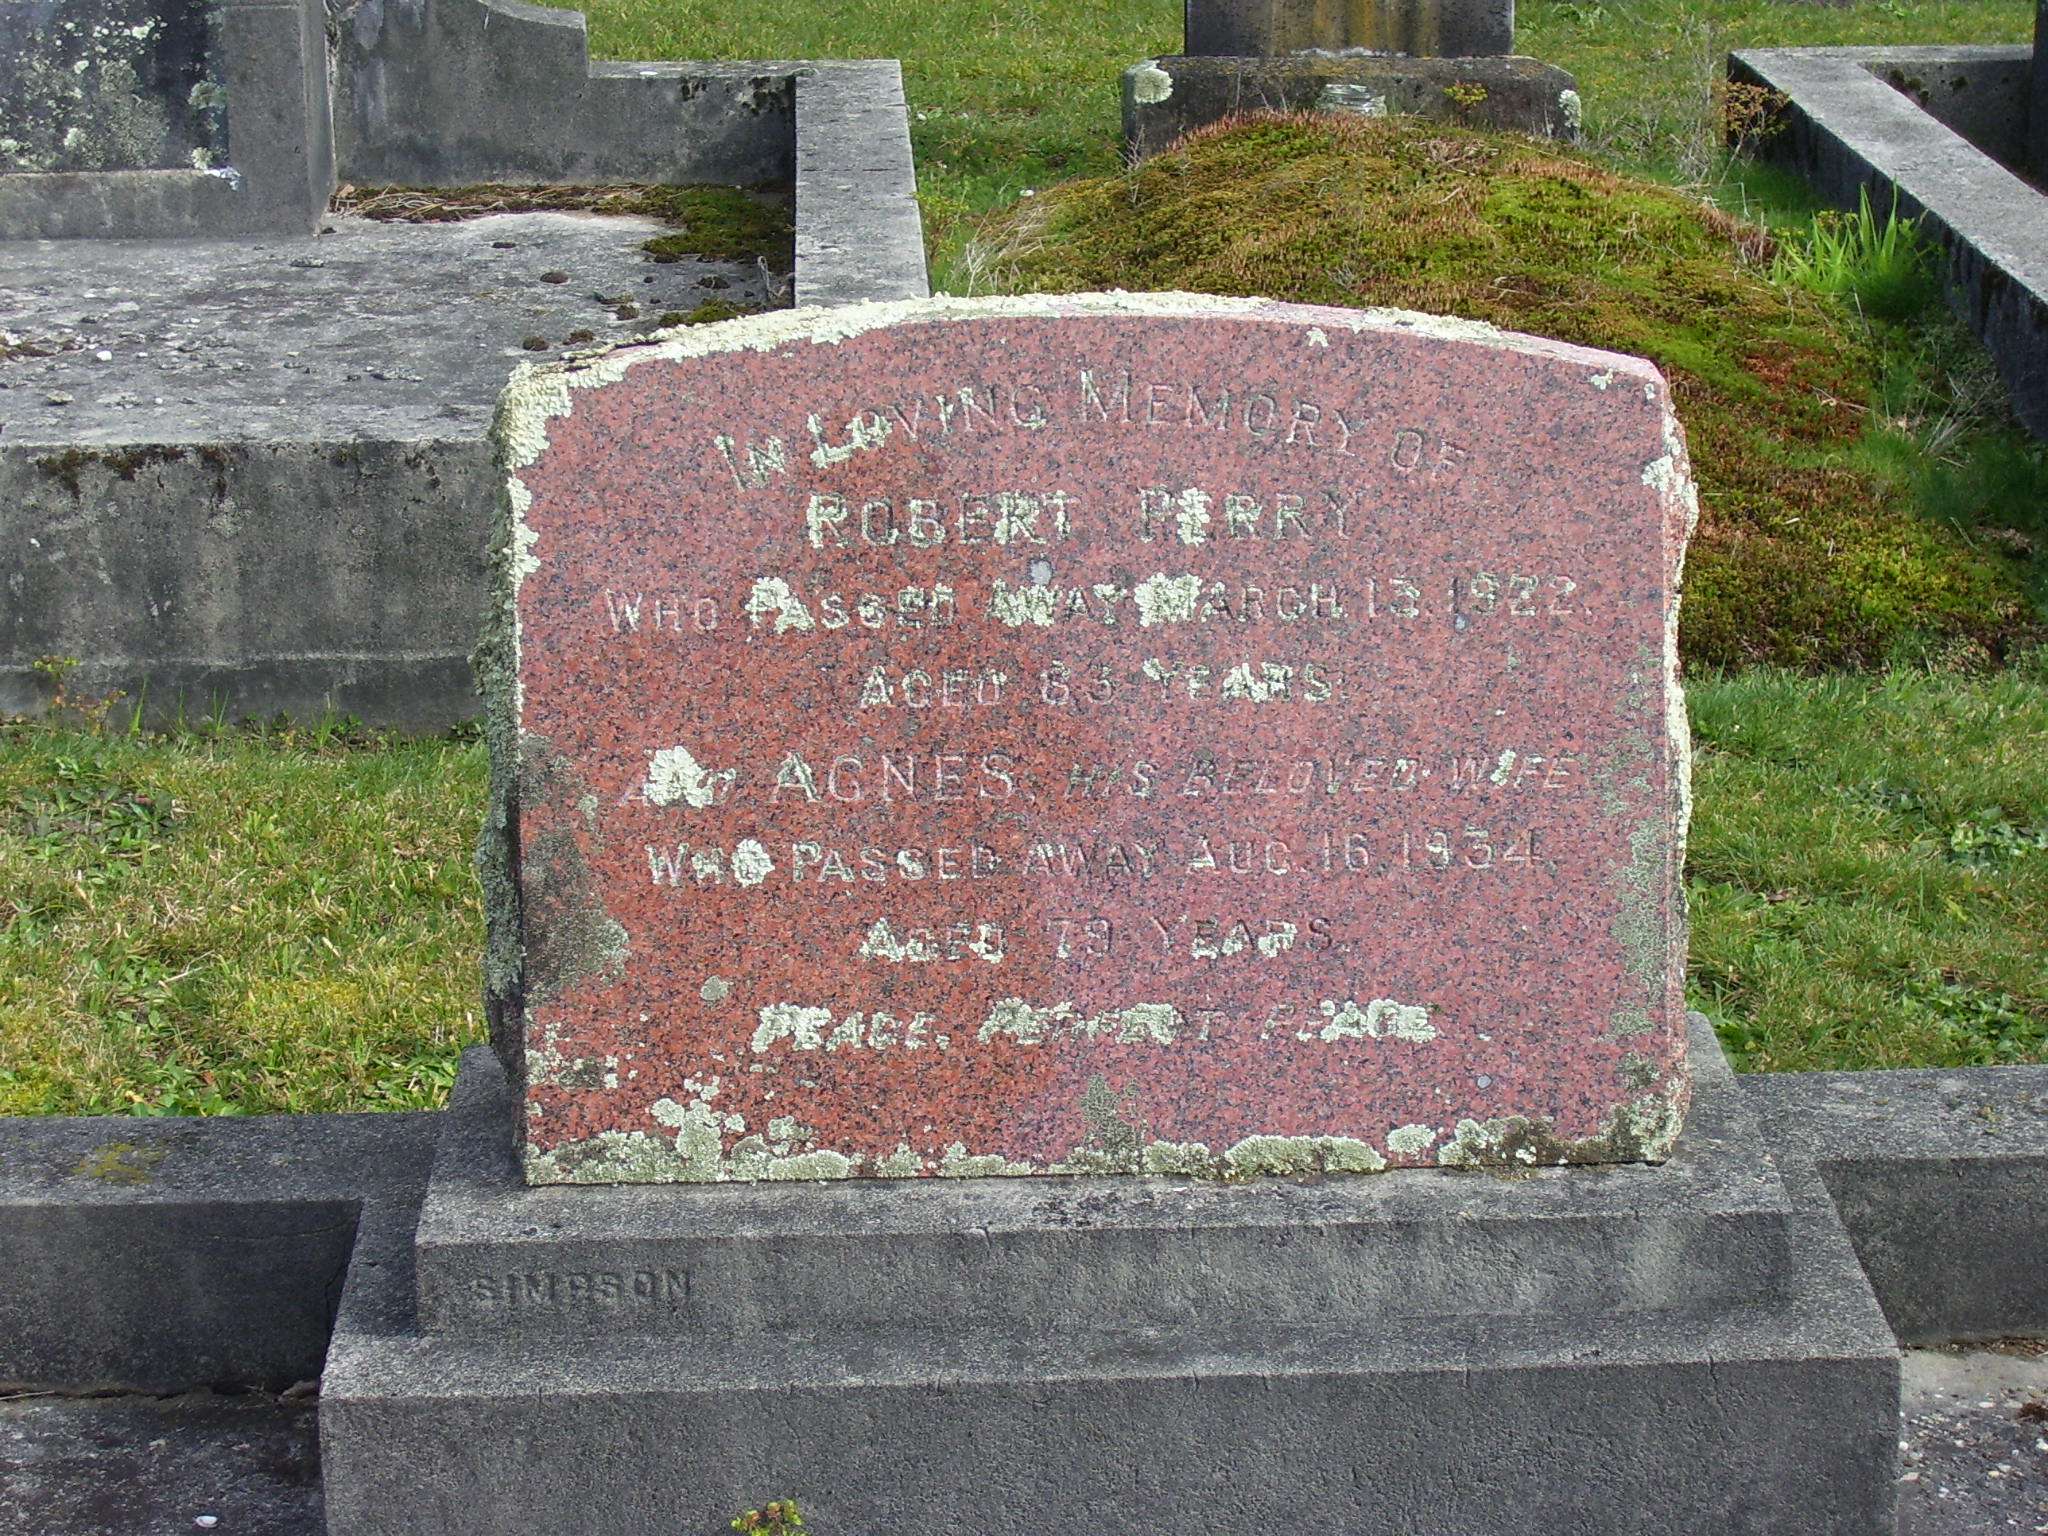 IN LOVING MEMORY OF
ROBERT PERRY
WHO PASSED AWAY MARCH 13. 1922.
AGED 63 YEARS.
AND AGNES, HIS BELOVED WIFE
WHO PASSED AWAY AUG. 16. 1934
AGED 79 YEARS.
PEACE, PERFECT PEACE.
SIMPSON